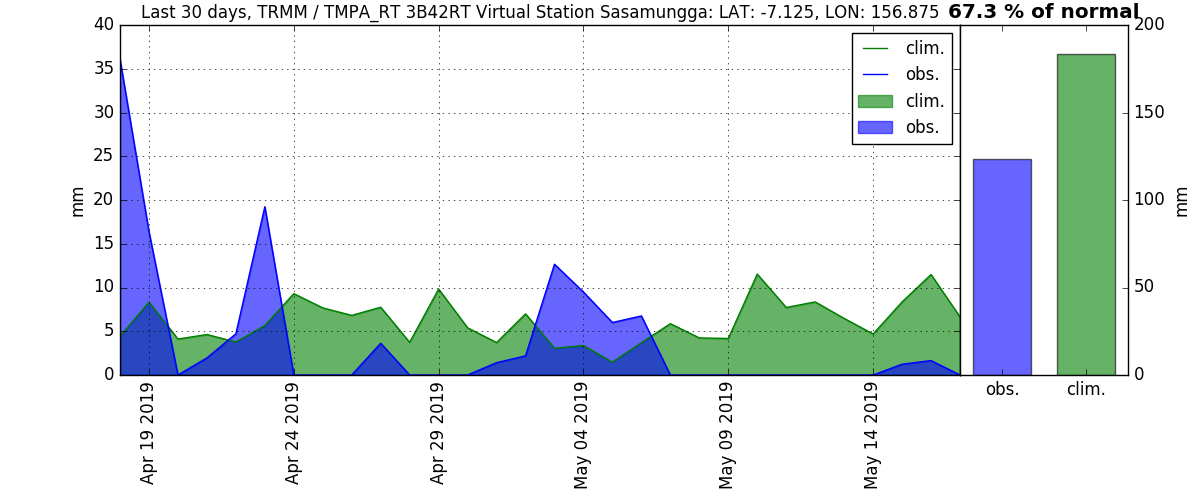 Last 30 days, TRMM / TMPA_RT 3B42RT Virtual Station Sasamungga: LAT: -7.125, LON: 156.875 67.3 % of normal
clim.
obs.
clim.
obs.
40
35
30
25
20
15
10
5
0
mm
Apr 19 2019
Apr 24 2019
Apr 29 2019
May 04 2019
May 09 2019
May 14 2019
200
150
100
50
0
mm
obs. clim.